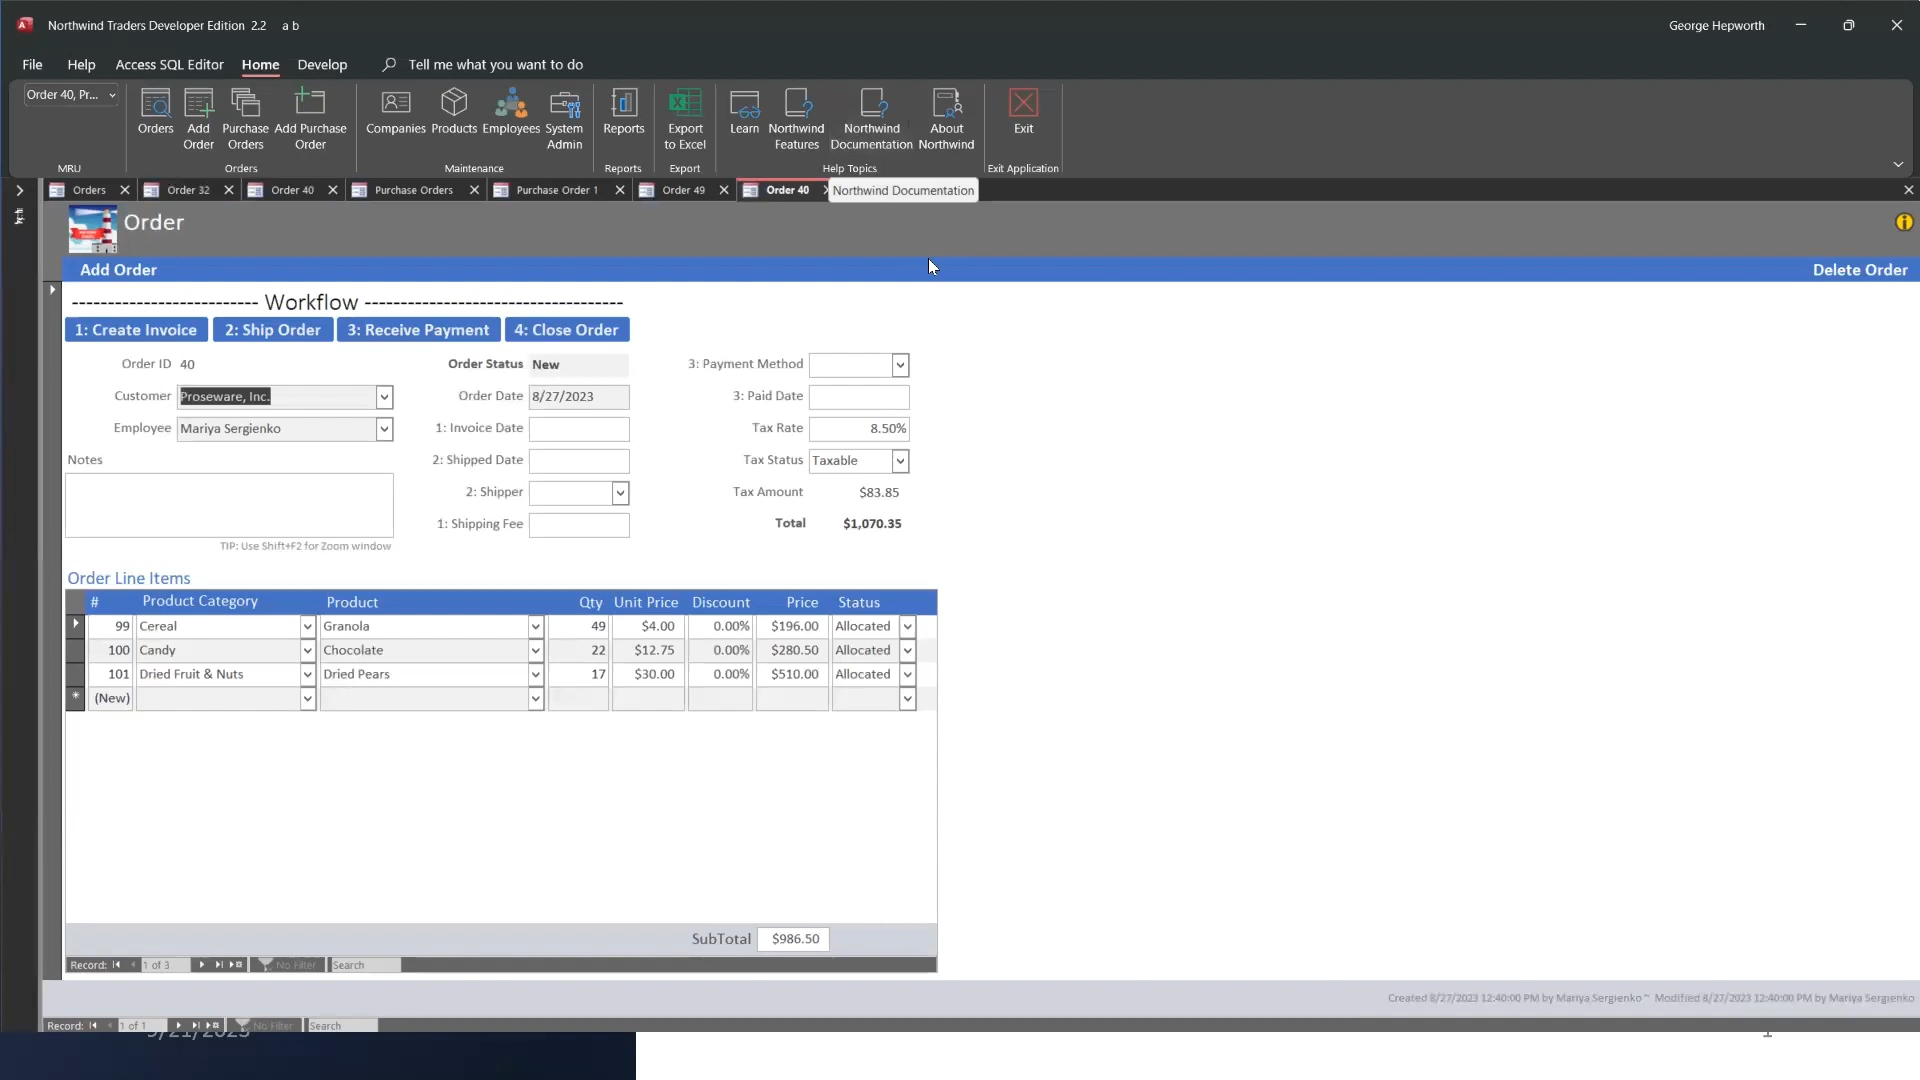 Northwind Traders Developer Edition 2.2 a b George Hepworth
File Help Access SQL Editor Home Develop Tell me what you want to do
Order 40, Pr...
Orders Add Order Purchase Orders Add Purchase Order Companies Products Employees System Admin Reports Export to Excel Learn Northwind Features Northwind Documentation About Northwind Exit
MRU Orders Maintenance Reports Export Help Topics Exit Application
Orders Order 32 Order 40 Purchase Orders Purchase Order 1 Order 49 Order 40 Northwind Documentation
Order
Add Order Delete Order
-------------------------- Workflow ------------------------------------
1: Create Invoice 2: Ship Order 3: Receive Payment 4: Close Order
Order ID 40 Order Status New 3: Payment Method
Customer Proseware, Inc. Order Date 8/27/2023 3: Paid Date
Employee Mariya Sergienko 1: Invoice Date Tax Rate 8.50%
Notes 2: Shipped Date Tax Status Taxable
2: Shipper Tax Amount $83.85
1: Shipping Fee Total $1,070.35
TIP: Use Shift+F2 for Zoom window
Order Line Items
# Product Category Product Qty Unit Price Discount Price Status
99 Cereal Granola 49 $4.00 0.00% $196.00 Allocated
100 Candy Chocolate 22 $12.75 0.00% $280.50 Allocated
101 Dried Fruit & Nuts Dried Pears 17 $30.00 0.00% $510.00 Allocated
* (New)
SubTotal $986.50
Record: 1 of 3 No Filter Search
Created 8/27/2023 12:40:00 PM by Mariya Sergienko ~ Modified 8/27/2023 12:40:00 PM by Mariya Sergienko
Record: 1 of 1 No Filter Search
9/21/2023